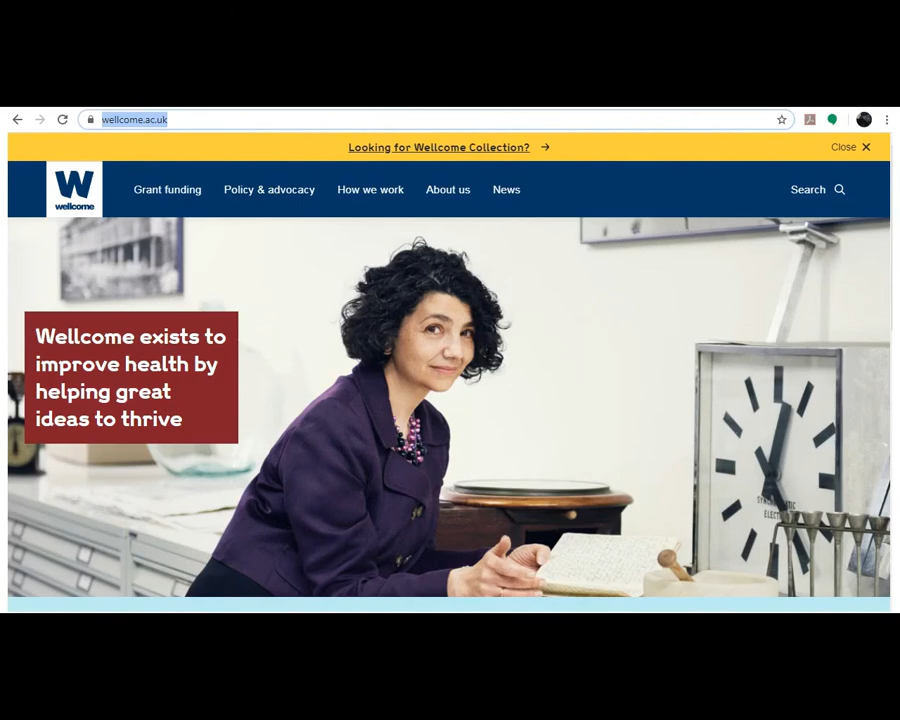 wellcome.ac.uk
Looking for Wellcome Collection? →
Close ✕
W
wellcome
Grant funding
Policy & advocacy
How we work
About us
News
Search
Wellcome exists to
improve health by
helping great
ideas to thrive